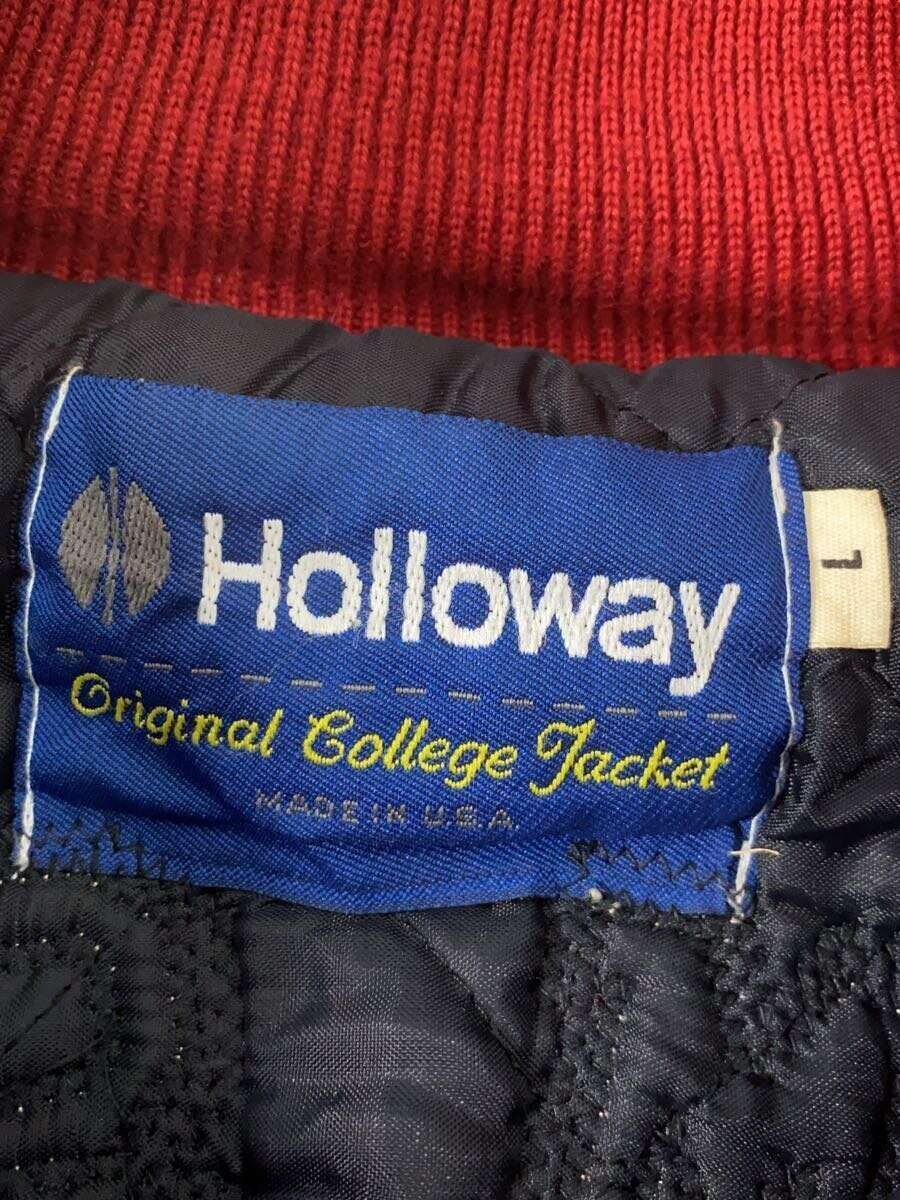 Holloway
Original College Jacket
MADE IN U.S.A.
L